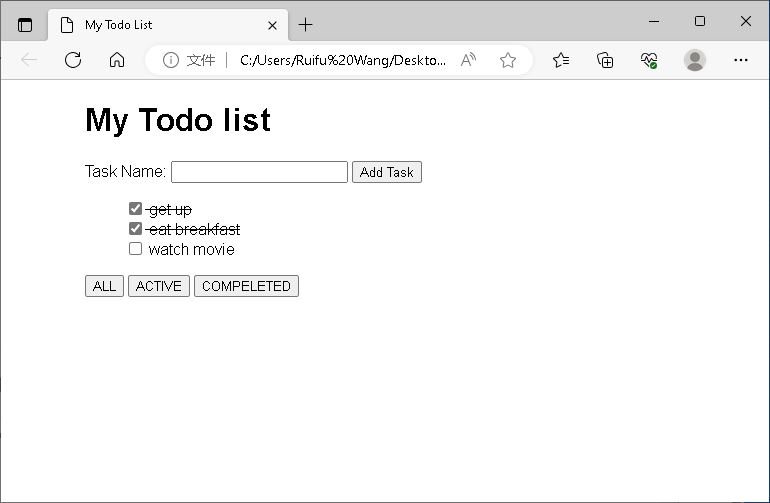 My Todo List
文件 C:/Users/Ruifu%20Wang/Deskto...
My Todo list
Task Name: Add Task
get up
eat breakfast
watch movie
ALL ACTIVE COMPELETED